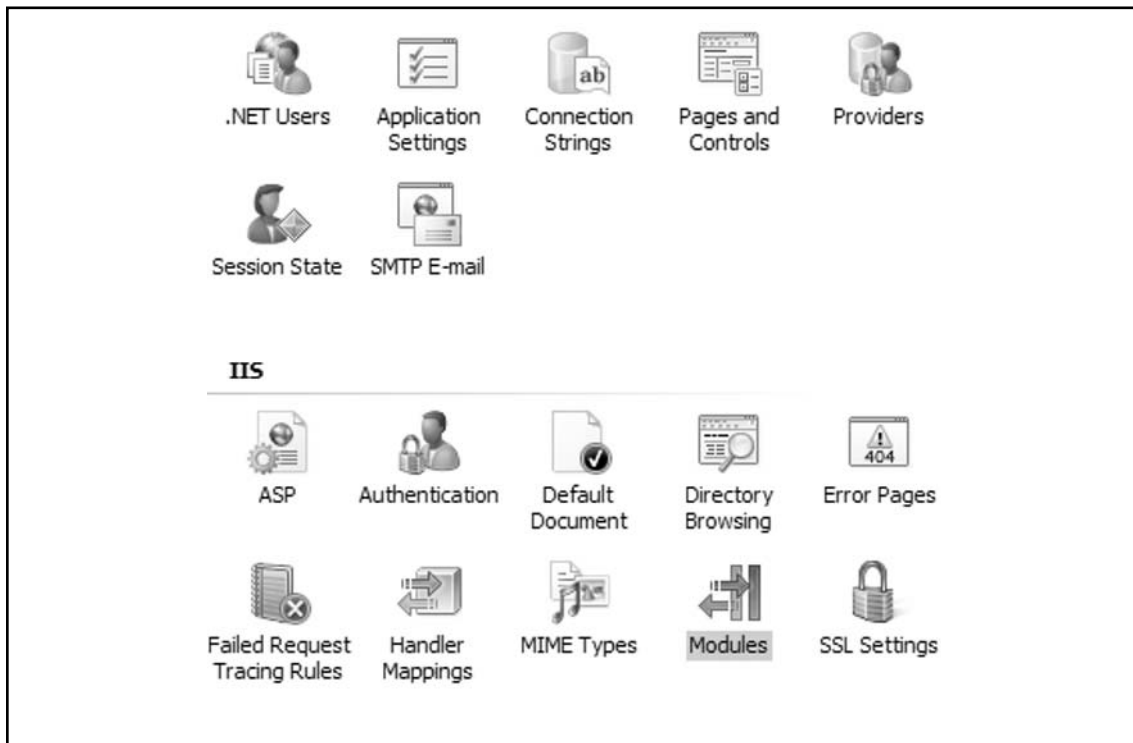 .NET Users
Application Settings
Connection Strings
Pages and Controls
Providers
Session State
SMTP E-mail
IIS
ASP
Authentication
Default Document
Directory Browsing
404
Error Pages
Failed Request Tracing Rules
Handler Mappings
MIME Types
Modules
SSL Settings
ab